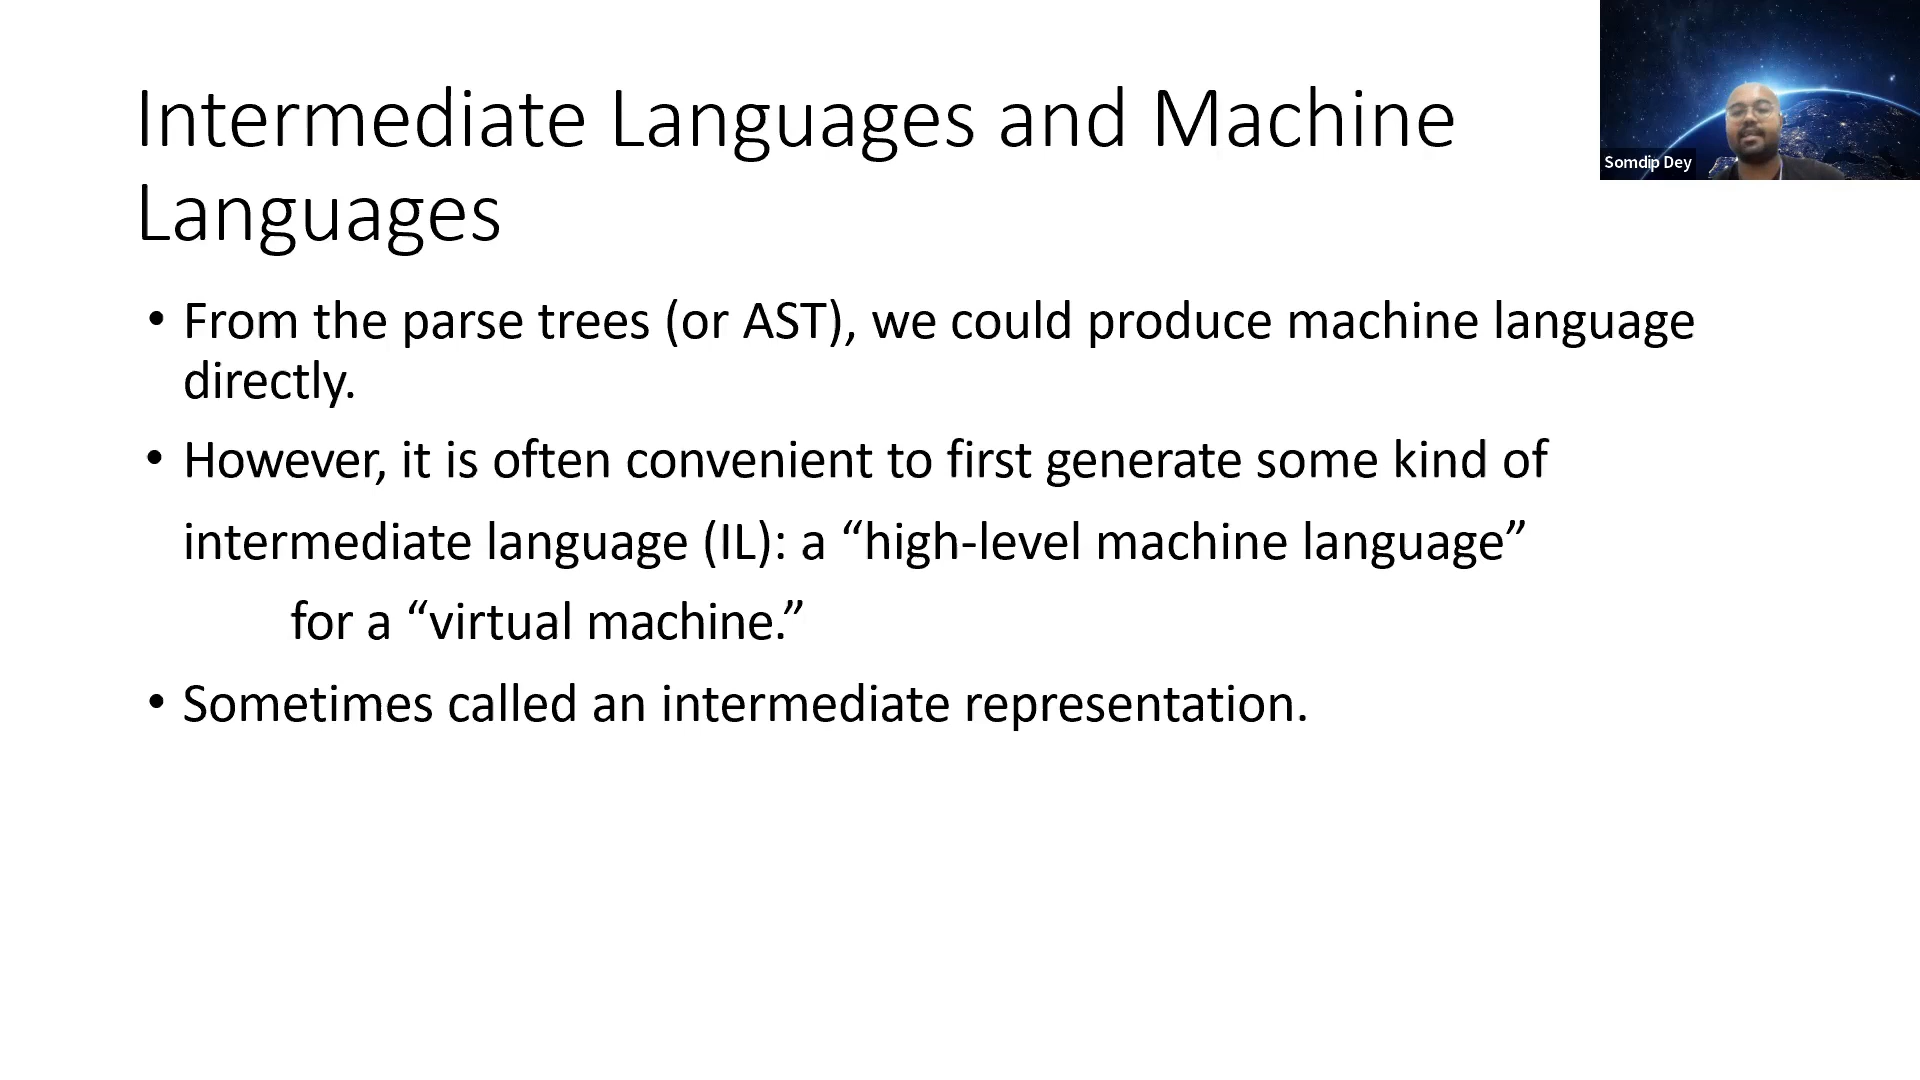 Intermediate Languages and Machine
Languages
Somdip Dey
• From the parse trees (or AST), we could produce machine language
directly.
• However, it is often convenient to first generate some kind of
intermediate language (IL): a “high-level machine language”
for a “virtual machine.”
• Sometimes called an intermediate representation.